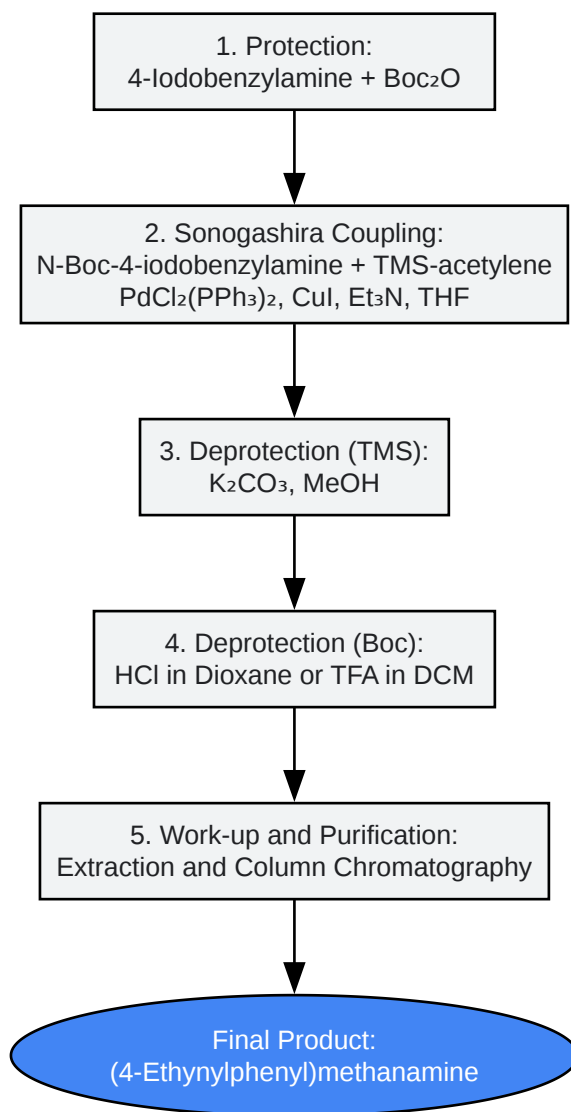 1. Protection:
4-Iodobenzylamine + Boc₂O
2. Sonogashira Coupling:
N-Boc-4-iodobenzylamine + TMS-acetylene
PdCl₂(PPh₃)₂, CuI, Et₃N, THF
3. Deprotection (TMS):
K₂CO₃, MeOH
4. Deprotection (Boc):
HCl in Dioxane or TFA in DCM
5. Work-up and Purification:
Extraction and Column Chromatography
Final Product:
(4-Ethynylphenyl)methanamine